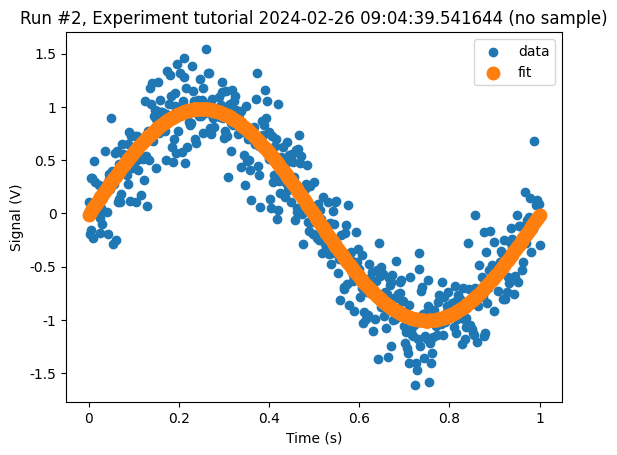 Run #2, Experiment tutorial 2024-02-26 09:04:39.541644 (no sample)
data
fit
Signal (V)
1.5
1
0.5
0
-0.5
-1
-1.5
0 0.2 0.4 0.6 0.8 1
Time (s)